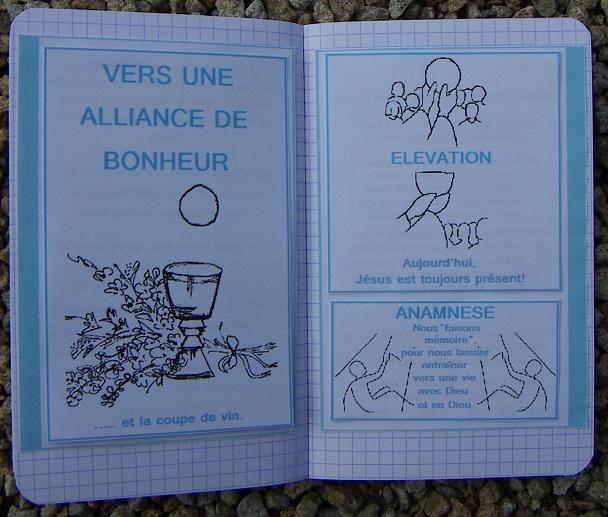 VERS UNE
ALLIANCE DE
BONHEUR
..... et la coupe de vin.
ELEVATION
Aujourd'hui,
Jésus est toujours présent!
ANAMNESE
Nous "faisons
mémoire",
pour nous laisser
entraîner
vers une vie
avec Dieu
et en Dieu